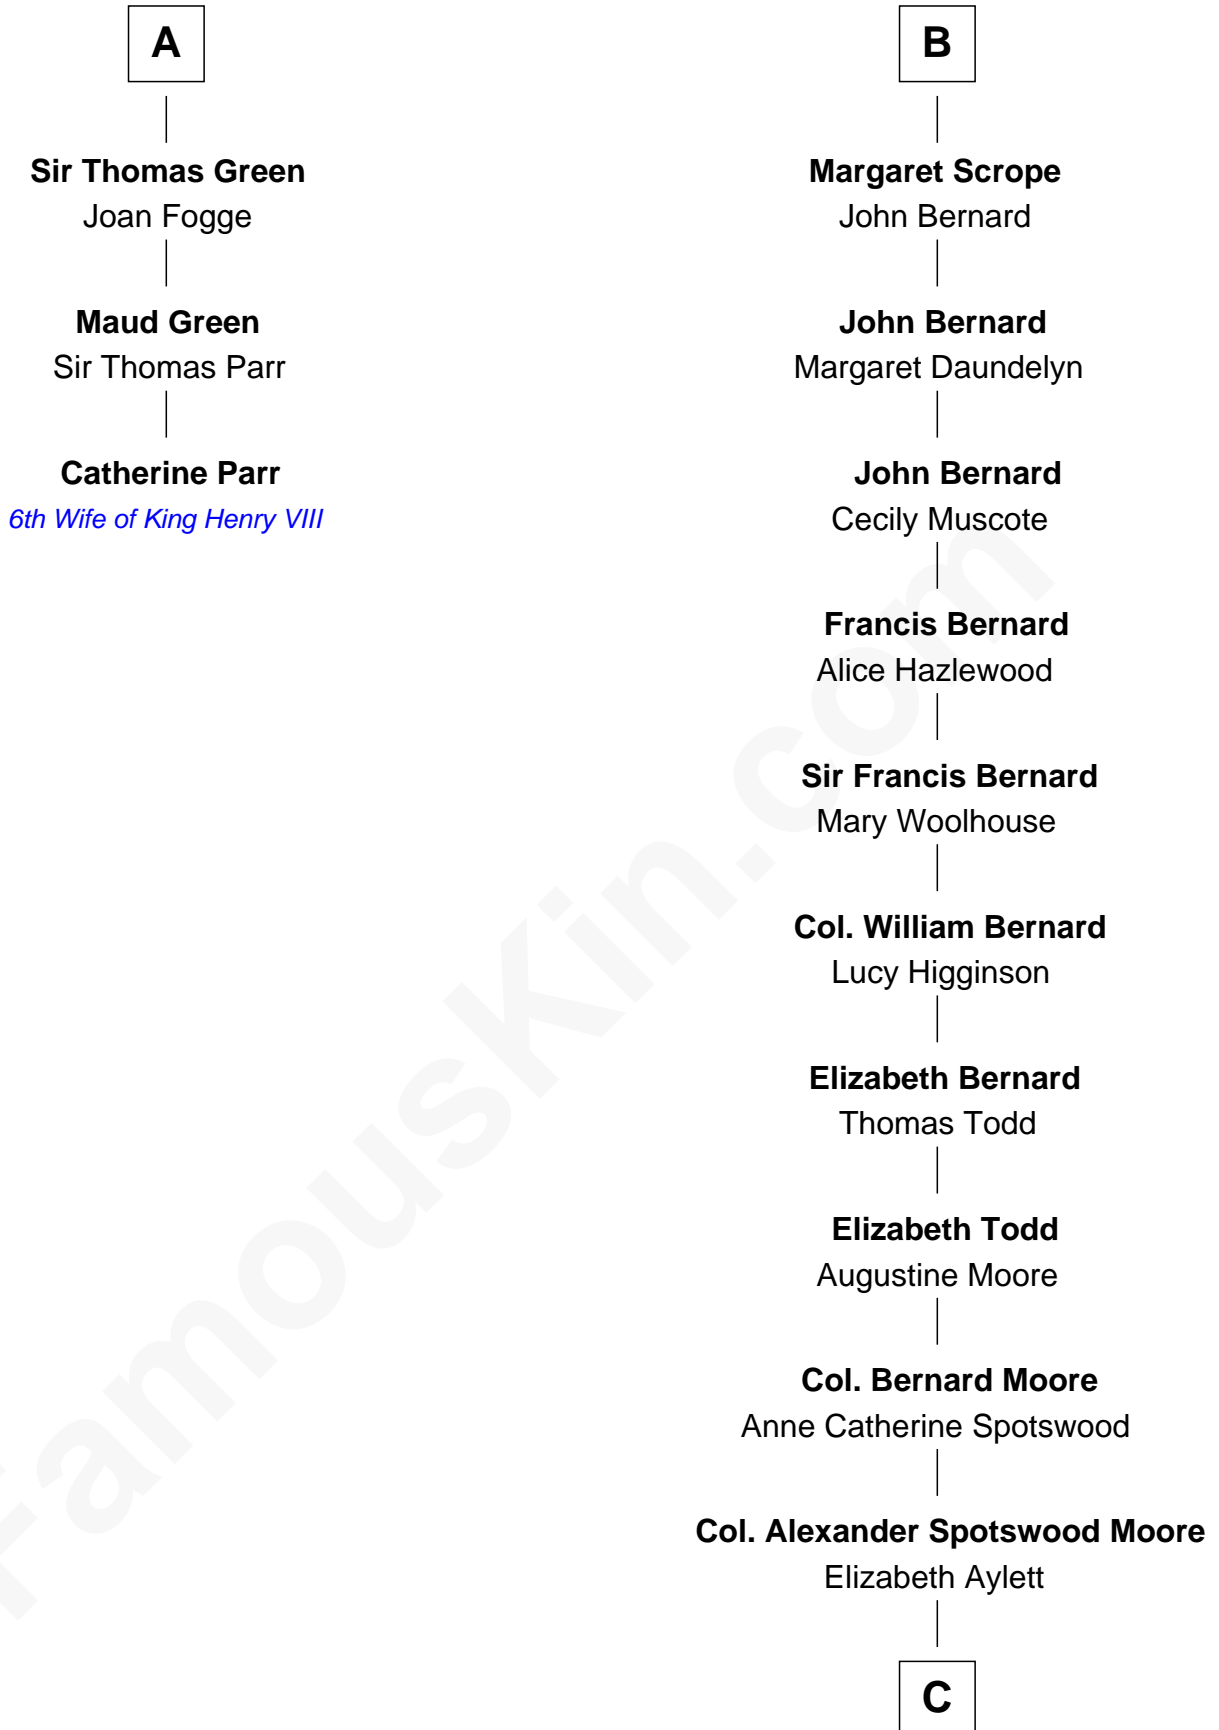 A
Sir Thomas Green
Joan Fogge
Maud Green
Sir Thomas Parr
Catherine Parr
6th Wife of King Henry VIII
B
Margaret Scrope
John Bernard
John Bernard
Margaret Daundelyn
John Bernard
Cecily Muscote
Francis Bernard
Alice Hazlewood
Sir Francis Bernard
Mary Woolhouse
Col. William Bernard
Lucy Higginson
Elizabeth Bernard
Thomas Todd
Elizabeth Todd
Augustine Moore
Col. Bernard Moore
Anne Catherine Spotswood
Col. Alexander Spotswood Moore
Elizabeth Aylett
C
FamousKin.com